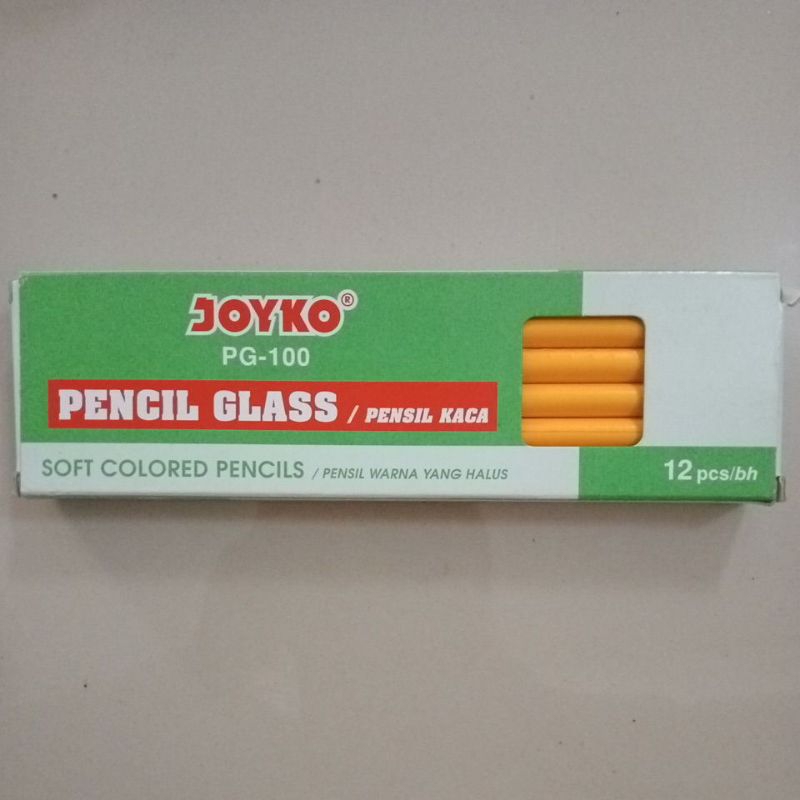 JOYKO®
PG-100
PENCIL GLASS / PENSIL KACA
SOFT COLORED PENCILS / PENSIL WARNA YANG HALUS
12 pcs/bh